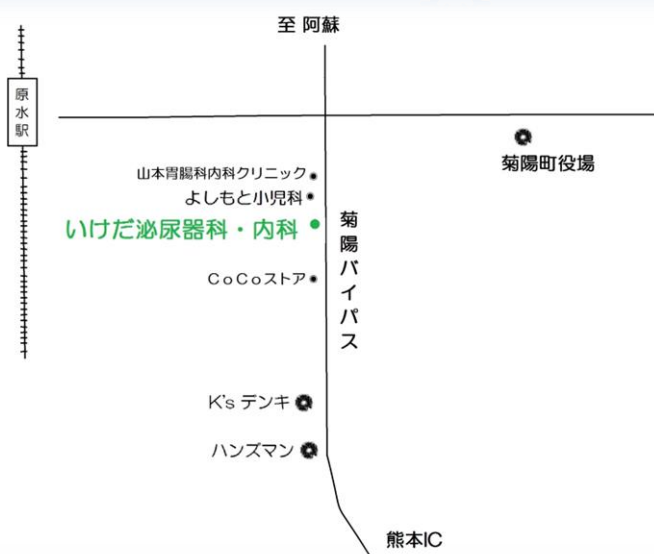 至 阿蘇
原水駅
菊陽町役場
山本胃腸科内科クリニック
よしもと小児科
いけだ泌尿器科・内科
菊陽バイパス
CoCoストア
K's デンキ
ハンズマン
熊本IC